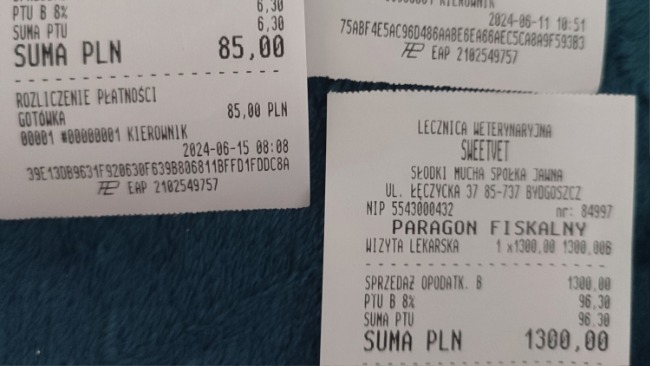 PTU B 8% 6,30
SUMA PTU 6,30
SUMA PLN 85,00
ROZLICZENIE PŁATNOŚCI
GOTÓWKA 85,00 PLN
00001 #00000001 KIEROWNIK
2024-06-15 08:08
39E13DB9631F920630F639B806811BFFD1FDDC8A
EAP 2102549757
KIEROWNIK
2024-06-11 10:51
75ABF4E5AC96D486AABE6EA66AEC5CA8A9F593B3
EAP 2102549757
LECZNICA WETERYNARYJNA
SWEETVET
SŁODKI MUCHA SPÓŁKA JAWNA
UL. ŁĘCZYCKA 37 85-737 BYDGOSZCZ
NIP 5543000432 nr: 84997
PARAGON FISKALNY
WIZYTA LEKARSKA 1 x1300,00 1300,00B
SPRZEDAŻ OPODATK. B 1300,00
PTU B 8% 96,30
SUMA PTU 96,30
SUMA PLN 1300,00